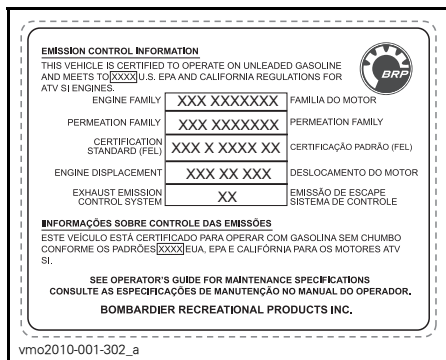 EMISSION CONTROL INFORMATION
THIS VEHICLE IS CERTIFIED TO OPERATE ON UNLEADED GASOLINE
AND MEETS TO XXXX U.S. EPA AND CALIFORNIA REGULATIONS FOR
ATV SI ENGINES.
BRP
ENGINE FAMILY XXX XXXXXXX FAMÍLIA DO MOTOR
PERMEATION FAMILY XXX XXXXXXX PERMEATION FAMILY
CERTIFICATION
STANDARD (FEL) XXX X XXXX XX CERTIFICAÇÃO PADRÃO (FEL)
ENGINE DISPLACEMENT XXX XX XXX DESLOCAMENTO DO MOTOR
EXHAUST EMISSION XX EMISSÃO DE ESCAPE
CONTROL SYSTEM SISTEMA DE CONTROLE
INFORMAÇÕES SOBRE CONTROLE DAS EMISSÕES
ESTE VEÍCULO ESTÁ CERTIFICADO PARA OPERAR COM GASOLINA SEM CHUMBO
CONFORME OS PADRÕES XXXX EUA, EPA E CALIFÓRNIA PARA OS MOTORES ATV
SI.
SEE OPERATOR'S GUIDE FOR MAINTENANCE SPECIFICATIONS
CONSULTE AS ESPECIFICAÇÕES DE MANUTENÇÃO NO MANUAL DO OPERADOR.
BOMBARDIER RECREATIONAL PRODUCTS INC.
vmo2010-001-302_a